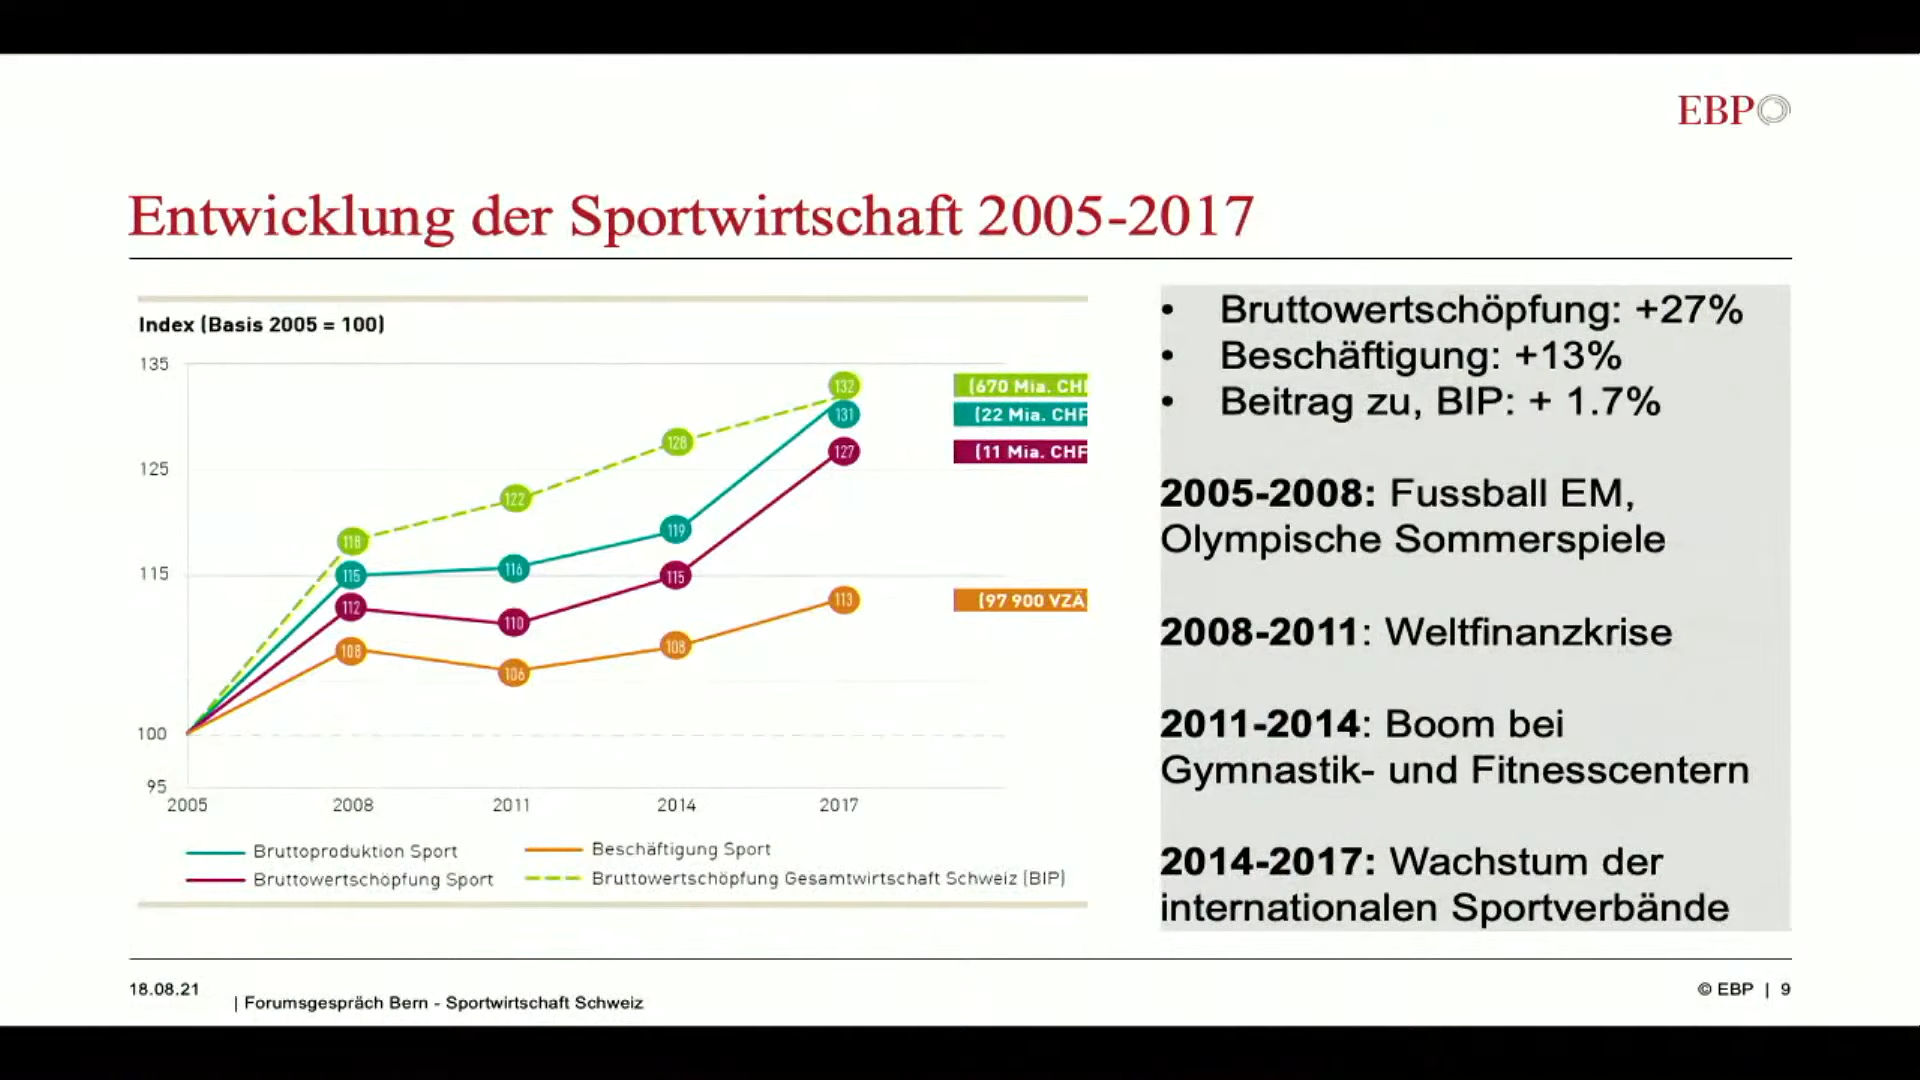 EBP
Entwicklung der Sportwirtschaft 2005-2017
Index (Basis 2005 = 100)
135
125
115
100
95
2005 2008 2011 2014 2017
118 122 128 132
115 116 119 131
112 110 115 127
108 106 108 113
(670 Mia. CHF
(22 Mia. CHF
(11 Mia. CHF
(97 900 VZÄ
Bruttoproduktion Sport
Bruttowertschöpfung Sport
Beschäftigung Sport
Bruttowertschöpfung Gesamtwirtschaft Schweiz (BIP)
• Bruttowertschöpfung: +27%
• Beschäftigung: +13%
• Beitrag zu, BIP: + 1.7%
2005-2008: Fussball EM,
Olympische Sommerspiele
2008-2011: Weltfinanzkrise
2011-2014: Boom bei
Gymnastik- und Fitnesscentern
2014-2017: Wachstum der
internationalen Sportverbände
18.08.21
| Forumsgespräch Bern - Sportwirtschaft Schweiz
© EBP | 9